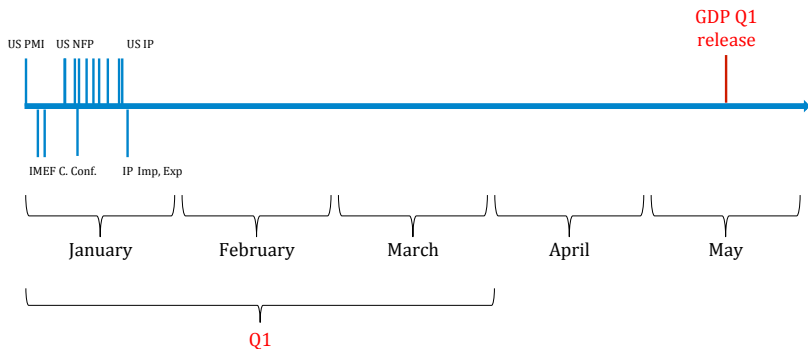 GDP Q1
release
US PMI US NFP US IP
IMEF C. Conf. IP Imp, Exp
January February March April May
Q1